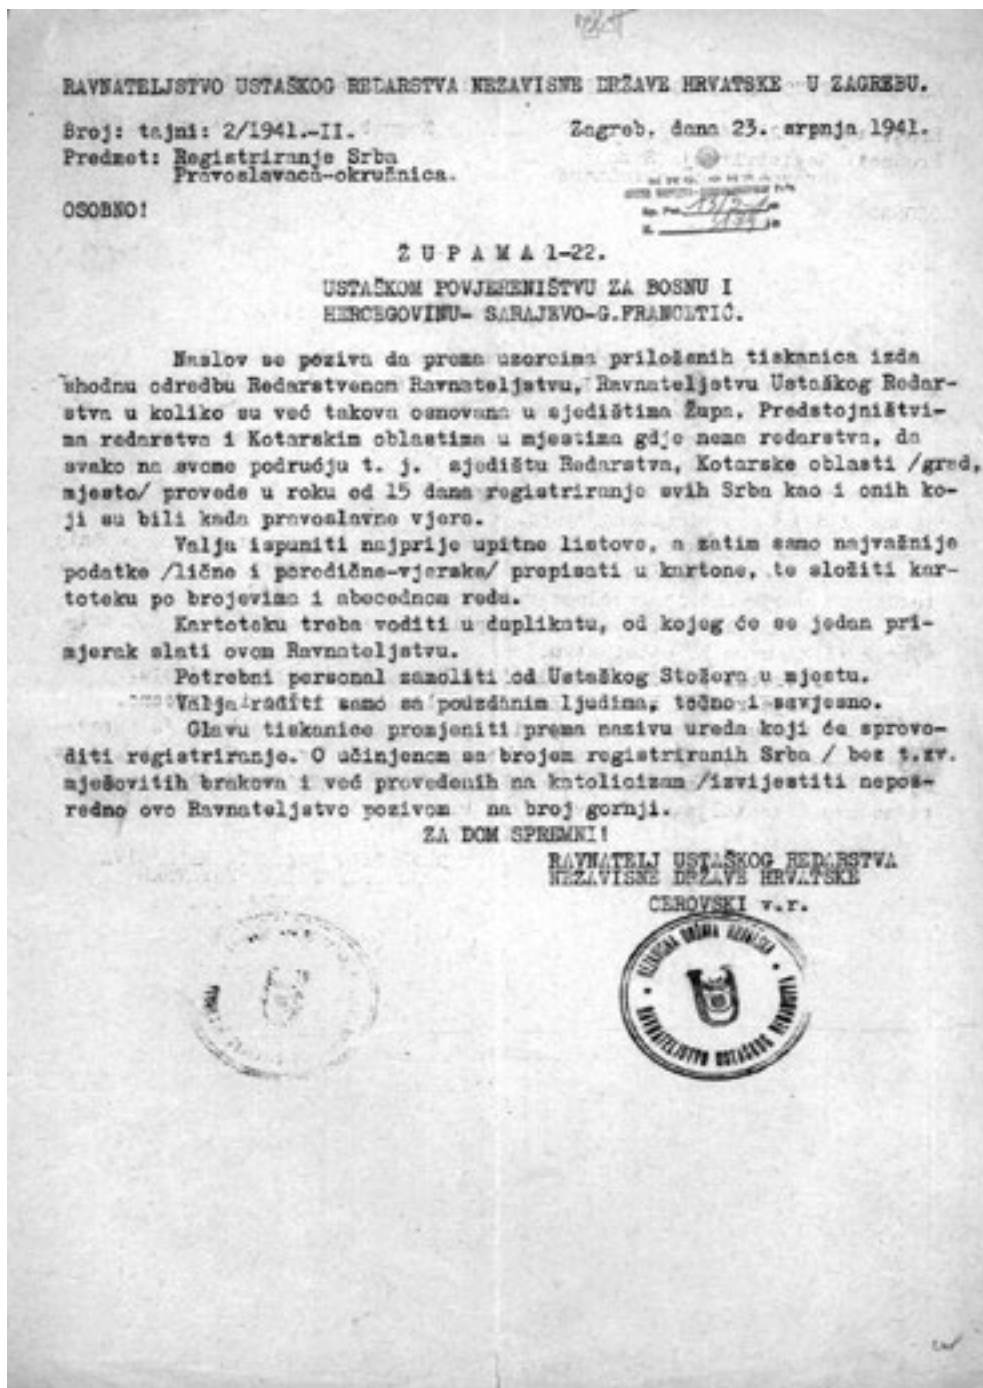 RAVNATELJSTVO USTAŠKOG REDARSTVA NEZAVISNE DRŽAVE HRVATSKE U ZAGREBU.
Broj: tajni: 2/1941.-II. Zagreb, dana 23. srpnja 1941.
Predmet: Registriranje Srba
Pravoslavaca-okružnica.
OSOBNO!
Ž U P A M A 1-22.
USTAŠKOM POVJERENIŠTVU ZA BOSNU I
HERCEGOVINU- SARAJEVO-G.FRANCETIĆ.
Naslov se poziva da prema uzorcima priloženih tiskanica izda
shodnu odredbu Redarstvenom Ravnateljstvu, Ravnateljstvu Ustaškog Redar-
stva u koliko su već takova osnovana u sjedištima Župa, Predstojništvi-
ma redarstva i Kotarskim oblastima u mjestima gdje nema redarstva, da
svako na svome području t. j. sjedištu Redarstva, Kotarske oblasti /grad,
mjesto/ provede u roku od 15 dana registriranje svih Srba kao i onih ko-
ji su bili kada pravoslavne vjere.
Valja ispuniti najprije upitne listove, a zatim samo najvažnije
podatke /lične i porodične-vjerske/ prepisati u kartone, te složiti kar-
toteku po brojevima i abecednom redu.
Kartoteku treba voditi u duplikatu, od kojeg će se jedan pri-
mjerak slati ovom Ravnateljstvu.
Potrebni personal zamoliti od Ustaškog Stožera u mjestu.
Valja raditi samo sa pouzdanim ljudima, točno i savjesno.
Glavu tiskanice promjeniti prema nazivu ureda koji će sprovo-
diti registriranje. O učinjenom sa brojem registriranih Srba / bez t.zv.
mješovitih brakova i već provedenih na katolicizam /izvijestiti nepos-
redno ovo Ravnateljstvo pozivom na broj gornji.
ZA DOM SPREMNI!
RAVNATELJ USTAŠKOG REDARSTVA
NEZAVISNE DRŽAVE HRVATSKE
CEROVSKI v.r.
NEZAVISNA DRŽAVA HRVATSKA
RAVNATELJSTVO USTAŠKOG REDARSTVA